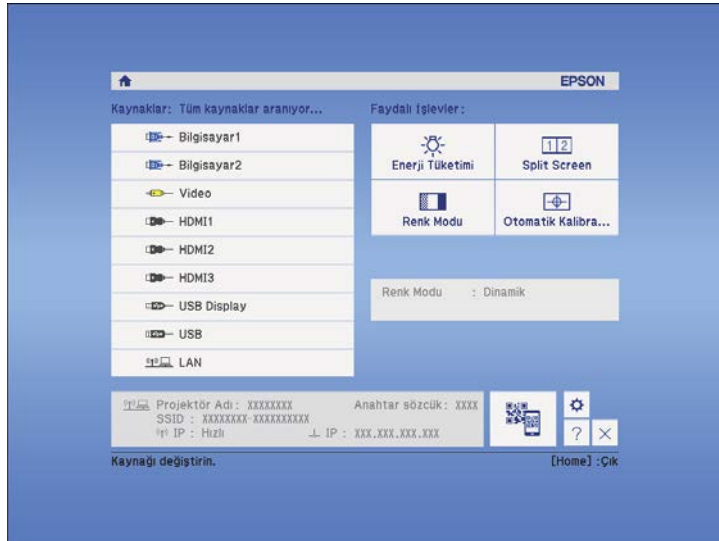 EPSON
Kaynaklar: Tüm kaynaklar aranıyor...
Bilgisayar1
Bilgisayar2
Video
HDMI1
HDMI2
HDMI3
USB Display
USB
LAN
Faydalı İşlevler:
Enerji Tüketimi
1 2
Split Screen
Renk Modu
Otomatik Kalibra...
Renk Modu : Dinamik
Projektör Adı : XXXXXXXX Anahtar sözcük : XXXX
SSID : XXXXXXXX-XXXXXXXXXX
IP : Hızlı IP : XXX.XXX.XXX.XXX
?
Kaynağı değiştirin. [Home] :Çık